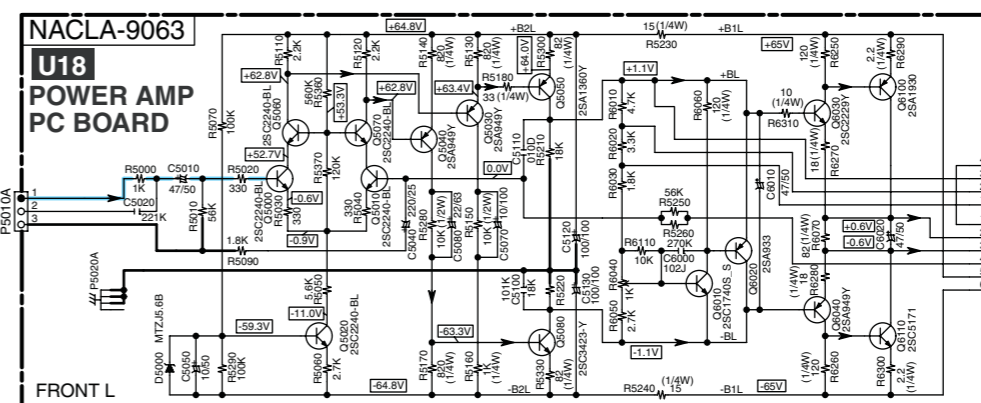 NACLA-9063
U18
POWER AMP
PC BOARD
FRONT L
P5010A
1
2
3
R5000
1K
C5010
47/50
R5020
330
C5020
221K
R5010
56K
R5070
100K
R5110
2.2K
+62.8V
Q5060
2SC2240-BL
560K
R5360
+53.3V
+52.7V
R5370
120K
Q5000
2SC2240-BL
R5030
330
-0.6V
-0.9V
1.8K
R5090
P5020A
R5120
2.2K
+64.8V
+62.8V
Q5070
2SC2240-BL
R5040
330
Q5010
2SC2240-BL
220/25
C5040
5.6K
R5050
-11.0V
-59.3V
Q5020
2SC2240-BL
R5060
2.7K
D5000
MTZJ5.6B
C5050
10/50
R5290
100K
R5140
820
(1/4W)
R5130
820
(1/4W)
+63.4V
Q5040
2SA949Y
Q5030
2SA949Y
R5180
33 (1/4W)
+64.0V
R5280
10K (1/2W)
22/63
C5080
R5150
10K (1/2W)
10/100
C5070
0.0V
-63.3V
R5170
820
(1/4W)
R5160
1K
(1/4W)
-64.8V
+B2L
R5300
82
(1/4W)
Q5050
2SA1360Y
C5110
010D
R5210
18K
C5120
100/100
101K
C5100
18K
R5220
C5130
100/100
Q5080
2SC3423-Y
R5330
82
(1/4W)
-B2L
15 (1/4W)
R5230
+B1L
+1.1V
+BL
R6010
4.7K
R6020
3.3K
R6030
1.8K
R6060
120
(1/4W)
56K
R5250
R5260
270K
R6110
10K
C6000
102J
R6040
1K
R6050
2.7K
Q6010
2SC1740S_S
Q6020
2SA933
-1.1V
-BL
R5240
(1/4W)
15
-B1L
+65V
10
(1/4W)
R6310
C6010
47/50
120
(1/4W)
R6250
Q6030
2SC2229Y
18 (1/4W)
R6270
2.2
(1/4W)
R6290
Q6100
2SA1930
82 (1/4W)
R6070
+0.6V
-0.6V
C6020
47/50
(1/4W)
18
R6280
Q6040
2SA949Y
Q6110
2SC5171
R6260
(1/4W)
120
R6300
2.2
(1/4W)
-65V